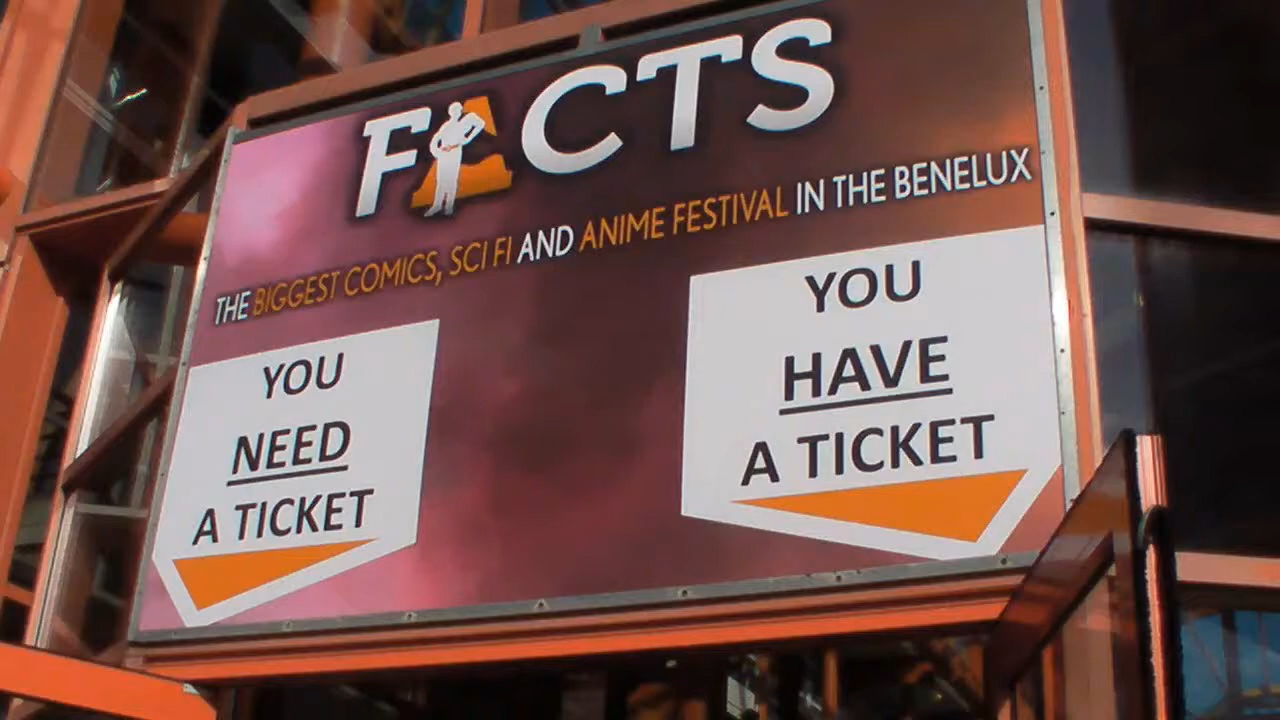 FACTS
THE BIGGEST COMICS, SCI FI AND ANIME FESTIVAL IN THE BENELUX
YOU
NEED
A TICKET
YOU
HAVE
A TICKET